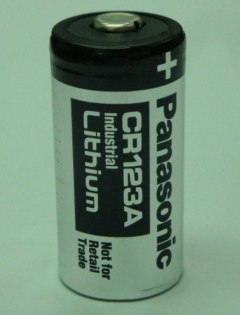 +
Panasonic
CR123A
Industrial
Lithium
Not for
Retail
Trade